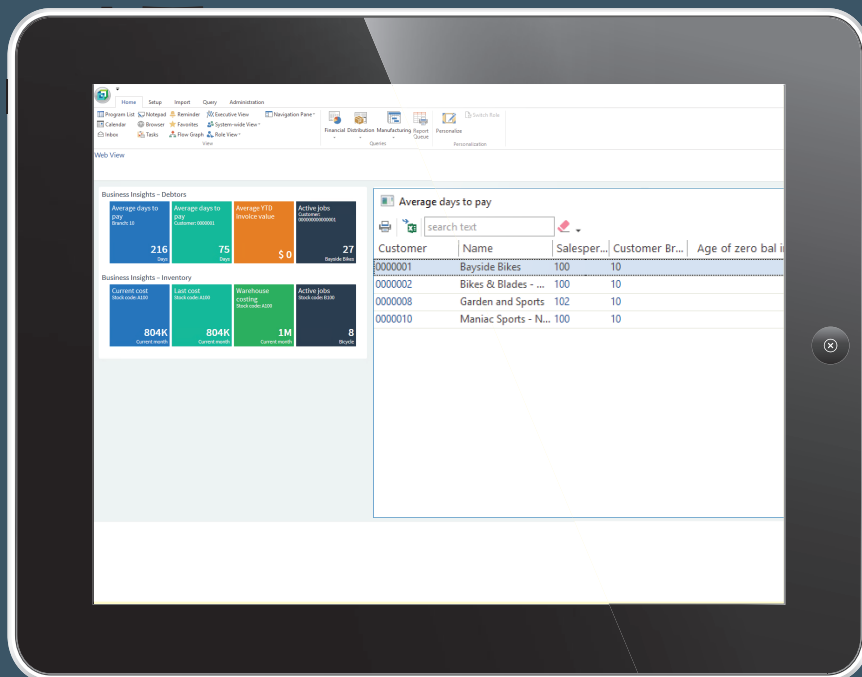 Home Setup Import Query Administration
Program List Notepad Reminder Executive View Navigation Pane
Calendar Browser Favorites System-wide View
Inbox Tasks Flow Graph Role View
View
Financial Distribution Manufacturing Report Queue
Queries
Personalize
Switch Role
Personalization
Web View
Business Insights – Debtors
Average days to pay
Branch: 10
216
Days
Average days to pay
Customer: 0000001
75
Days
Average YTD invoice value
$ 0
Active jobs
Customer:
000000000000001
27
Bayside Bikes
Business Insights – Inventory
Current cost
Stock code: A100
804K
Current month
Last cost
Stock code: A100
804K
Current month
Warehouse costing
Stock code: A100
1M
Current month
Active jobs
Stock code: B100
8
Bicycle
Average days to pay
search text
Customer Name Salesper... Customer Br... Age of zero bal i
0000001 Bayside Bikes 100 10
0000002 Bikes & Blades - ... 100 10
0000008 Garden and Sports 102 10
0000010 Maniac Sports - N... 100 10